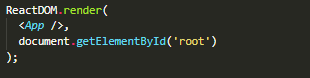 ReactDOM.render(
  <App />,
  document.getElementById('root')
);